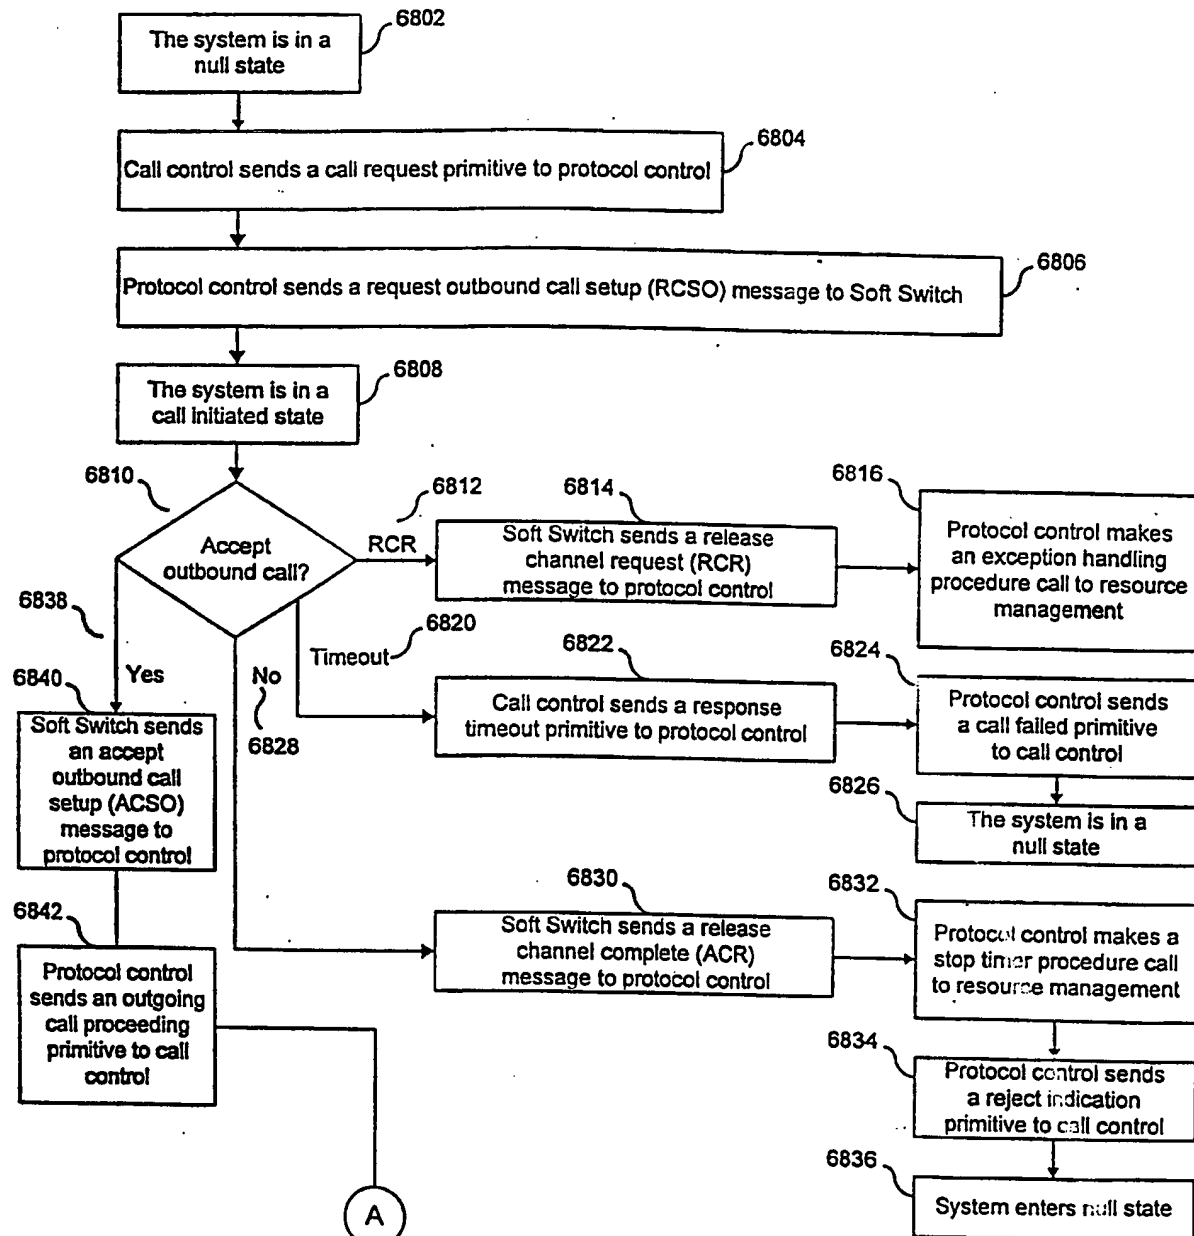 6802
The system is in a
null state
6804
Call control sends a call request primitive to protocol control
6806
Protocol control sends a request outbound call setup (RCSO) message to Soft Switch
6808
The system is in a
call initiated state
6810
Accept
outbound call?
6812
RCR
6814
Soft Switch sends a release
channel request (RCR)
message to protocol control
6816
Protocol control makes
an exception handling
procedure call to resource
management
6820
Timeout
6822
Call control sends a response
timeout primitive to protocol control
6824
Protocol control sends
a call failed primitive
to call control
6826
The system is in a
null state
No
6828
6830
Soft Switch sends a release
channel complete (ACR)
message to protocol control
6832
Protocol control makes a
stop timer procedure call
to resource management
6834
Protocol control sends
a reject indication
primitive to call control
6836
System enters null state
6838
Yes
6840
Soft Switch sends
an accept
outbound call
setup (ACSO)
message to
protocol control
6842
Protocol control
sends an outgoing
call proceeding
primitive to call
control
A